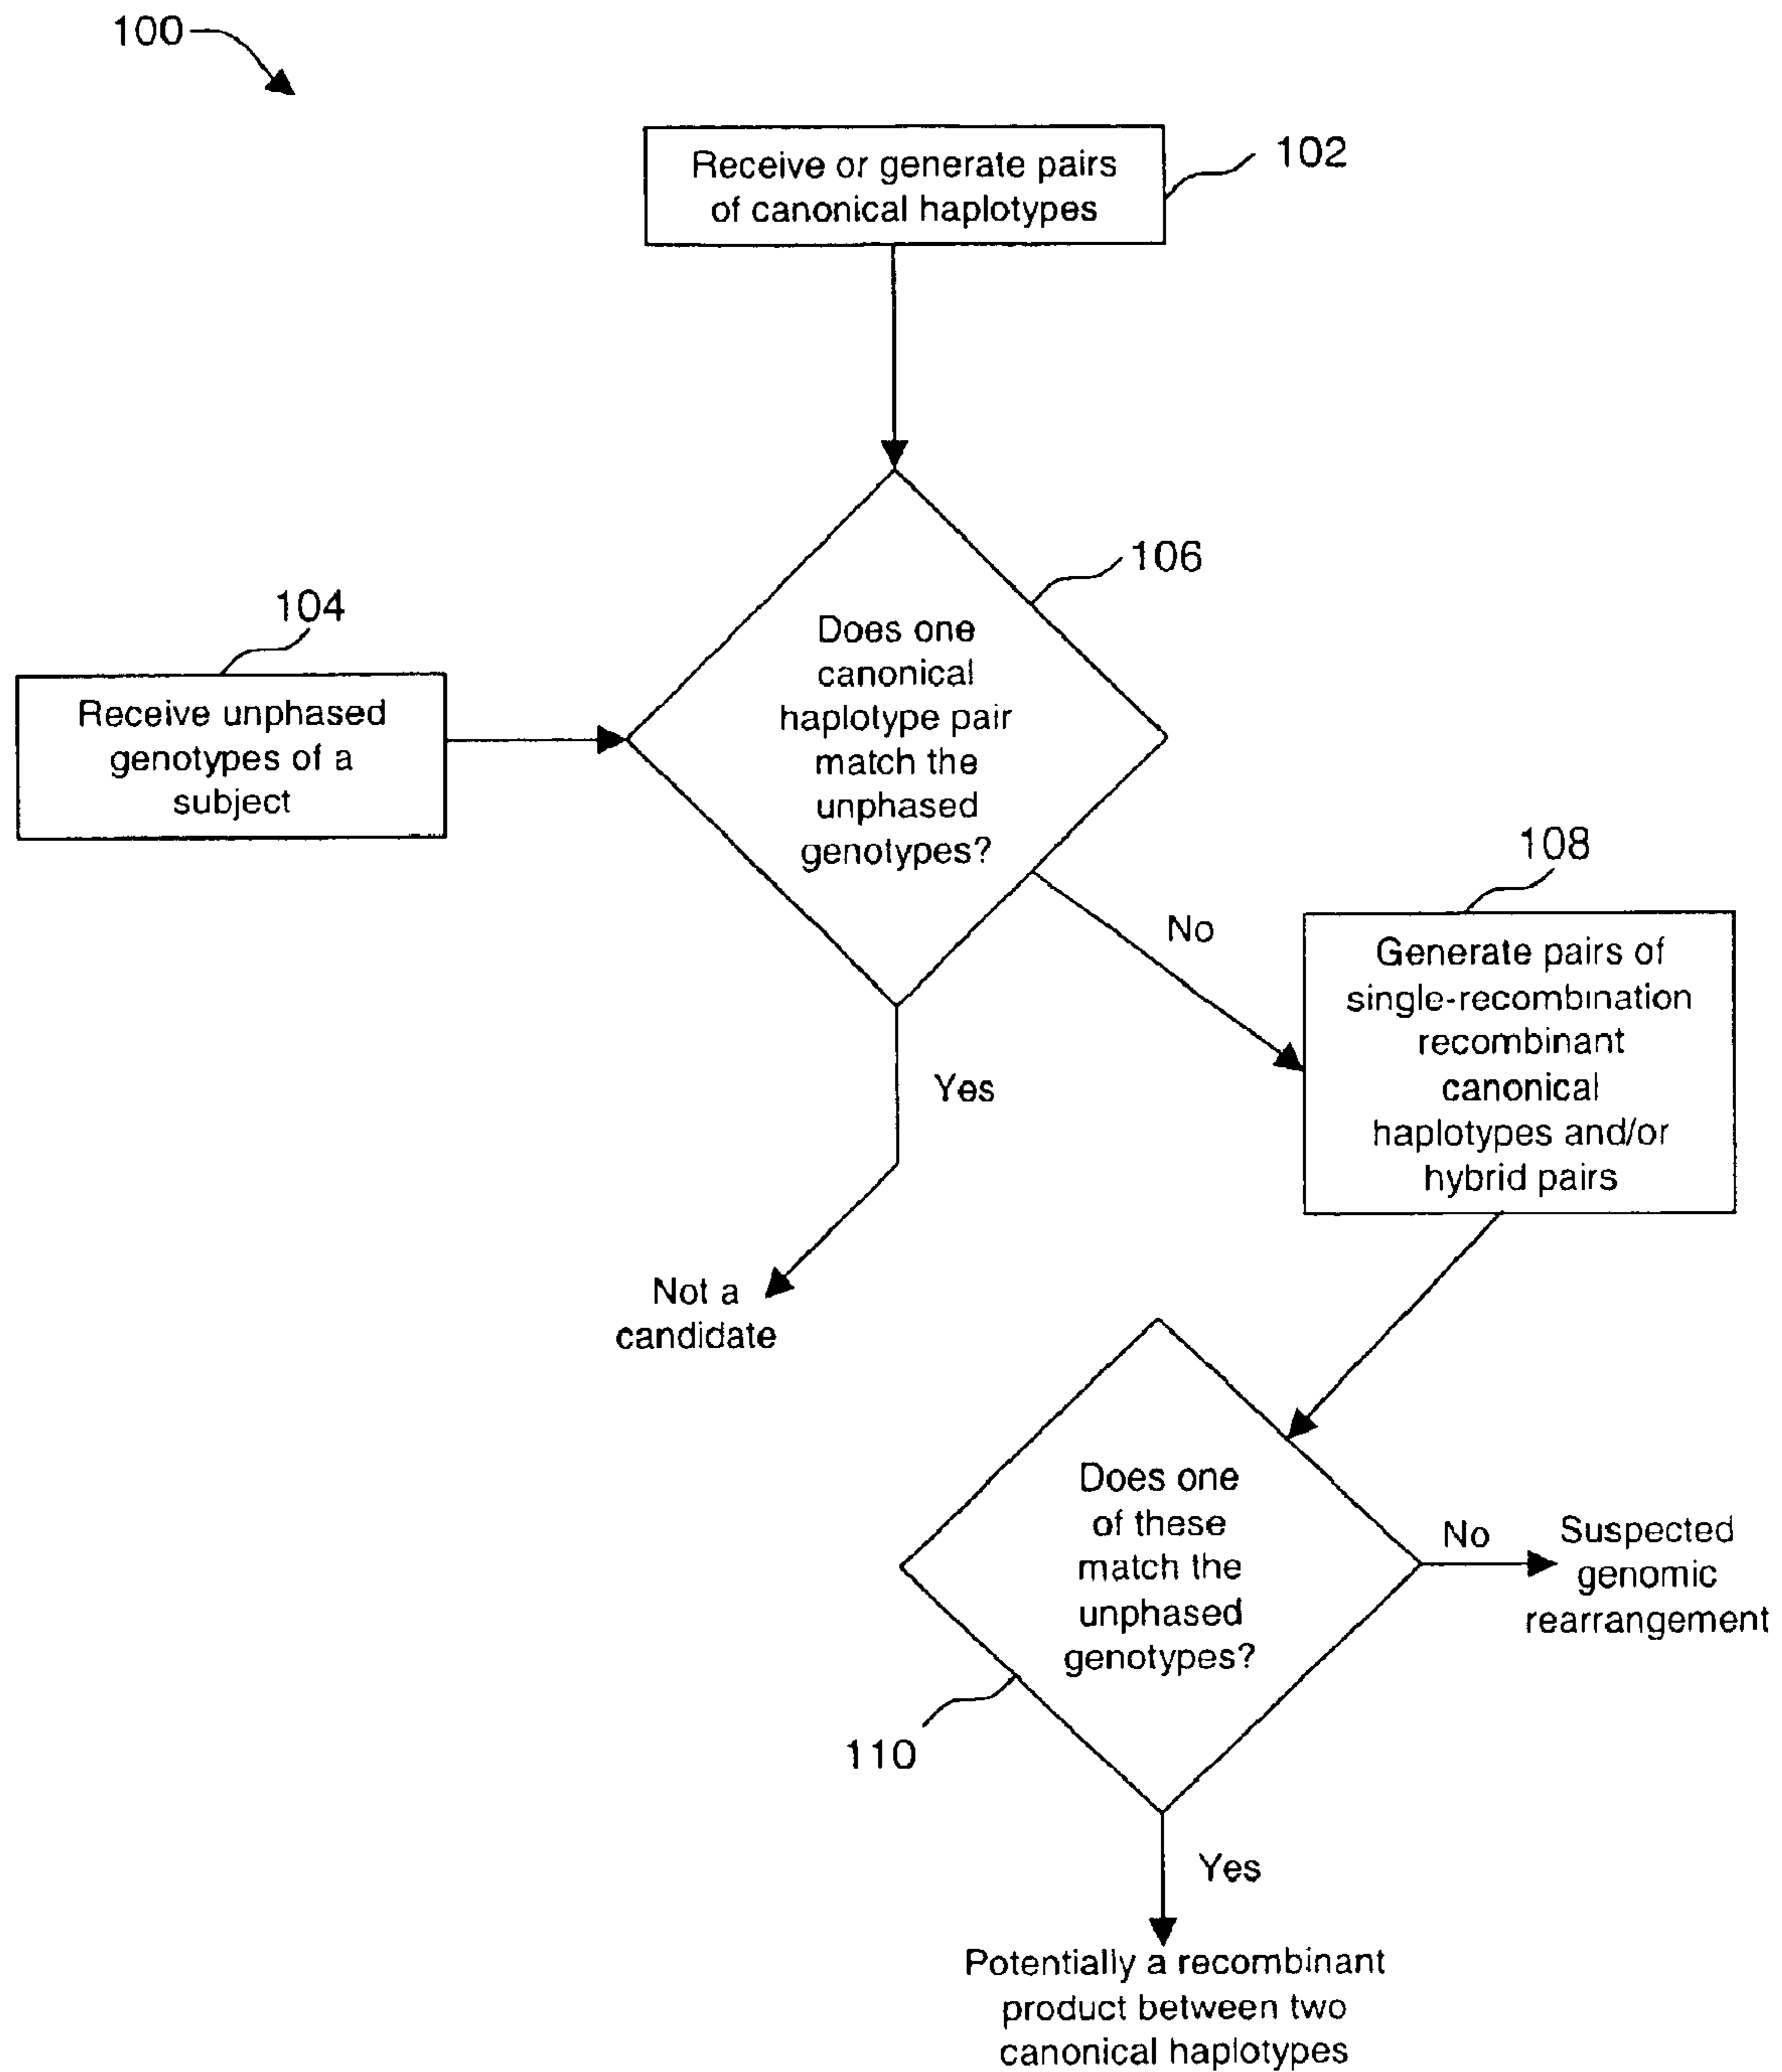 100
Receive or generate pairs
of canonical haplotypes
102
106
104
Does one
canonical
haplotype pair
match the
unphased
genotypes?
Receive unphased
genotypes of a
subject
108
No
Generate pairs of
single-recombination
recombinant
canonical
haplotypes and/or
hybrid pairs
Yes
Not a
candidate
Does one
of these
match the
unphased
genotypes?
No
Suspected
genomic
rearrangement
110
Yes
Potentially a recombinant
product between two
canonical haplotypes